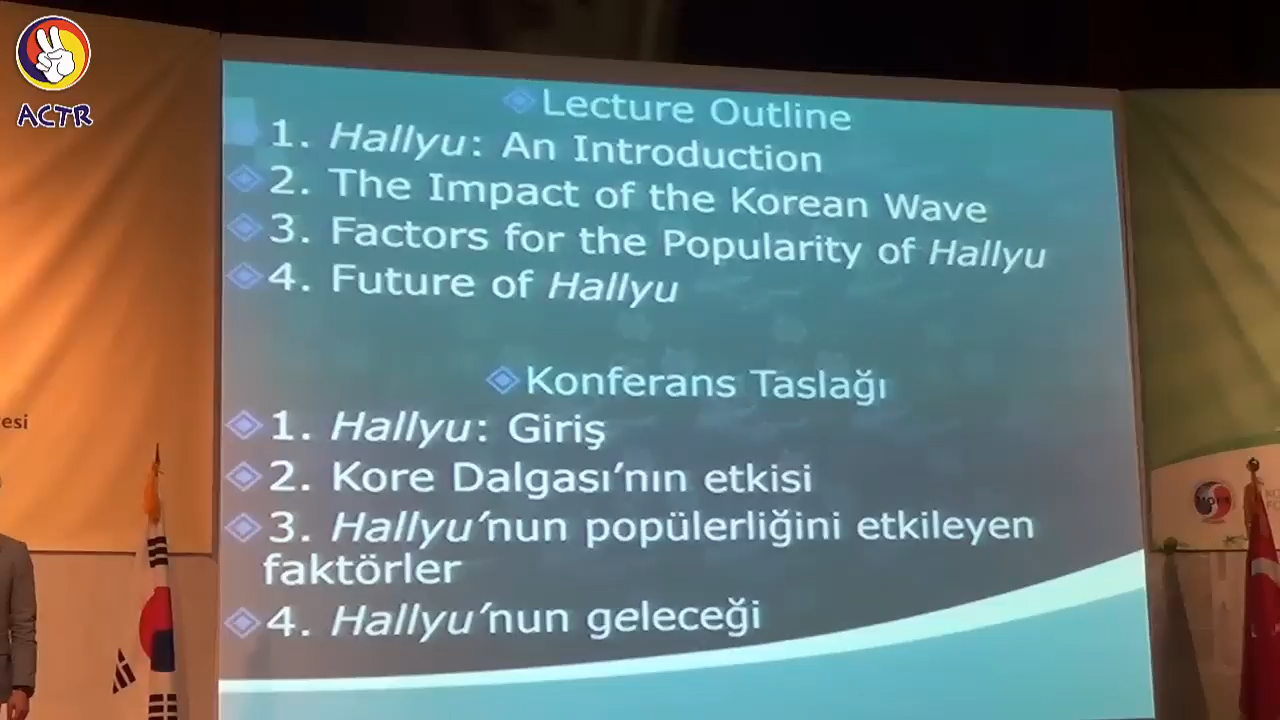 ACTR
Lecture Outline
1. Hallyu: An Introduction
2. The Impact of the Korean Wave
3. Factors for the Popularity of Hallyu
4. Future of Hallyu
Konferans Taslağı
1. Hallyu: Giriş
2. Kore Dalgası’nın etkisi
3. Hallyu’nun popülerliğini etkileyen
faktörler
4. Hallyu’nun geleceği
esi